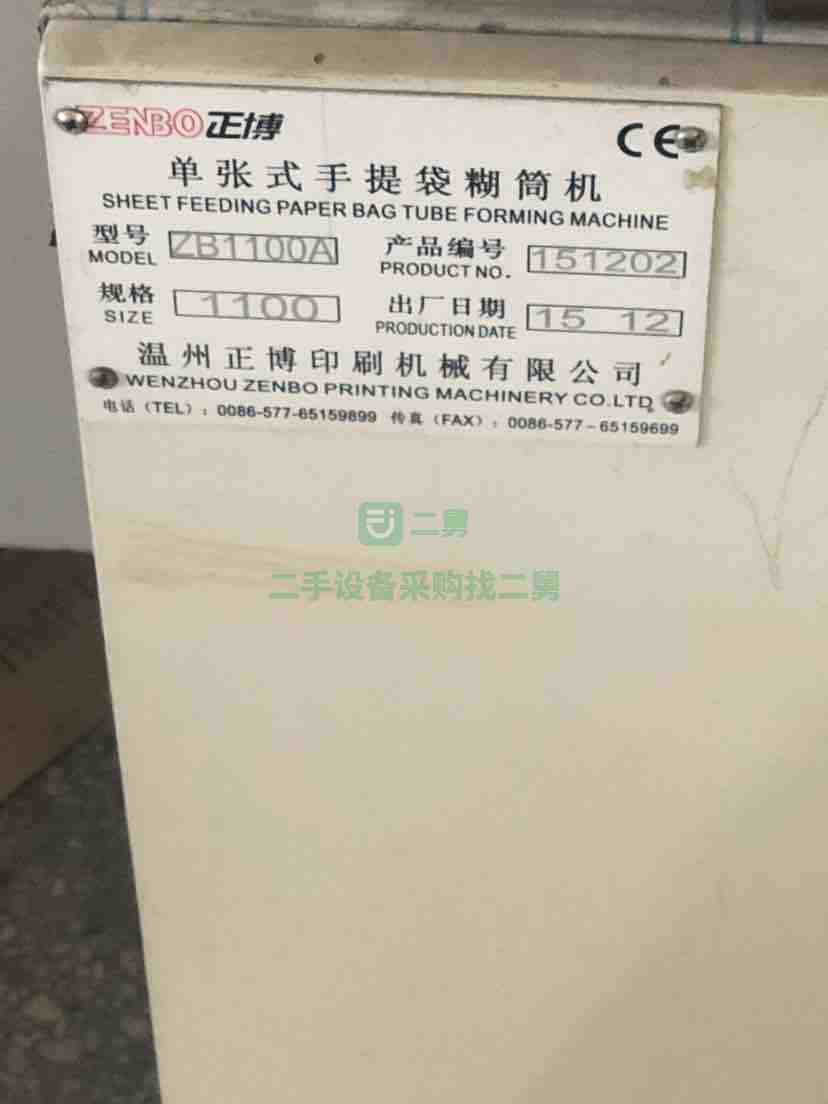 ZENBO正博 CE
单张式手提袋糊筒机
SHEET FEEDING PAPER BAG TUBE FORMING MACHINE
型号 MODEL ZB1100A 产品编号 PRODUCT NO. 151202
规格 SIZE 1100 出厂日期 PRODUCTION DATE 15 12
温州正博印刷机械有限公司
WENZHOU ZENBO PRINTING MACHINERY CO.LTD
电话（TEL）：0086-577-65159899 传真（FAX）：0086-577-65159699
二舅
二手设备采购找二舅